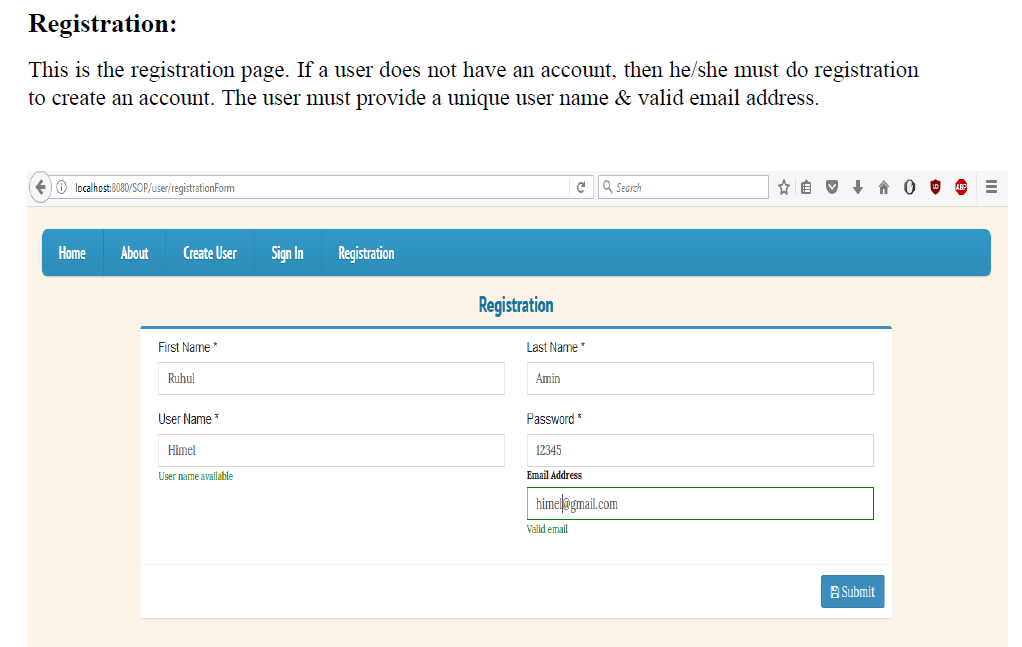 Registration:
This is the registration page. If a user does not have an account, then he/she must do registration
to create an account. The user must provide a unique user name & valid email address.
localhost:8080/SOP/user/registrationForm
Search
ABP
Home About Create User Sign In Registration
Registration
First Name * Last Name *
Ruhul Amin
User Name * Password *
Himel 12345
User name available Email Address
himel@gmail.com
Valid email
Submit